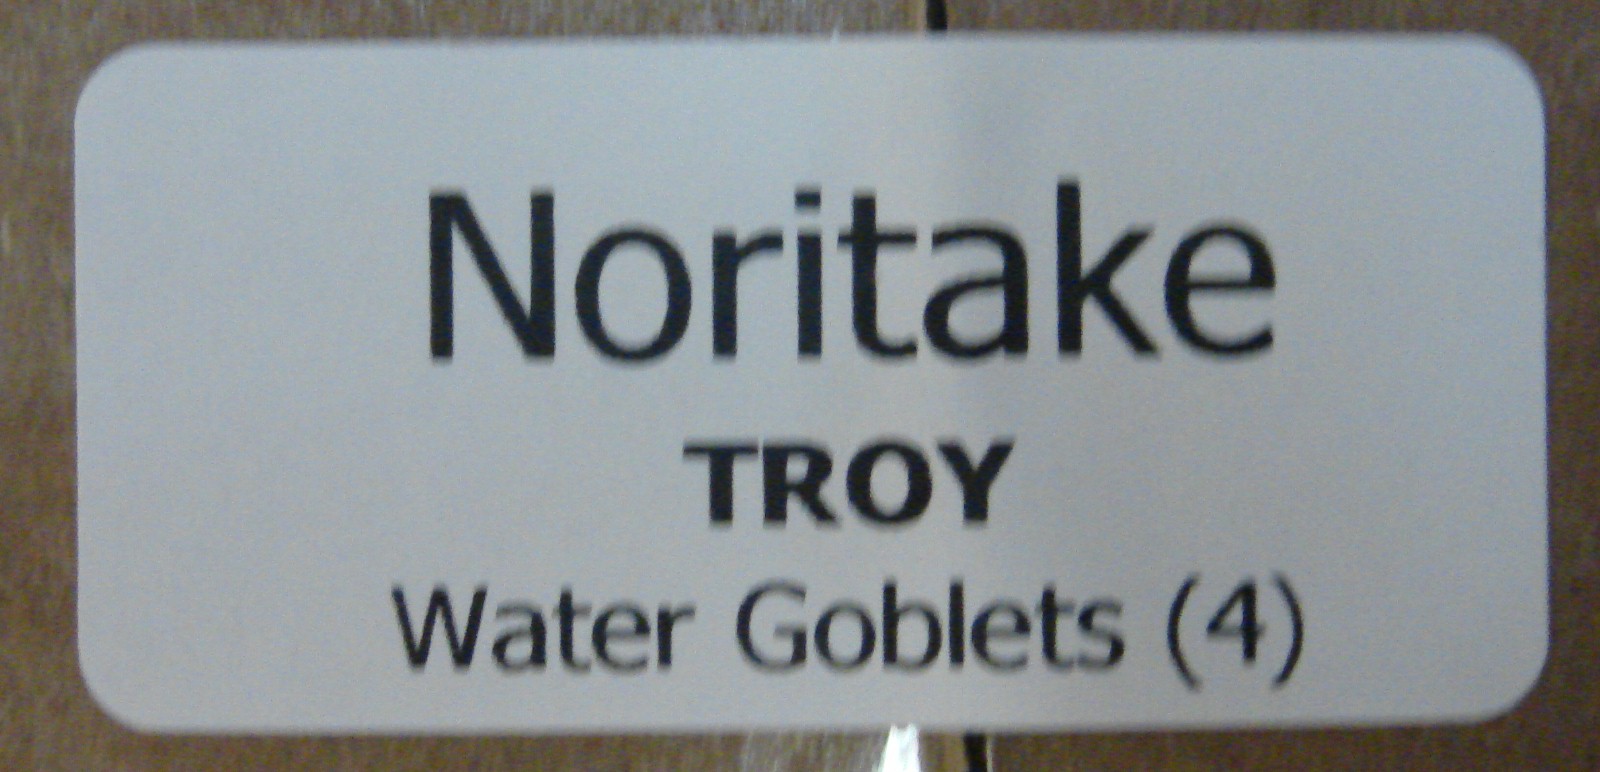 Noritake
TROY
Water Goblets (4)